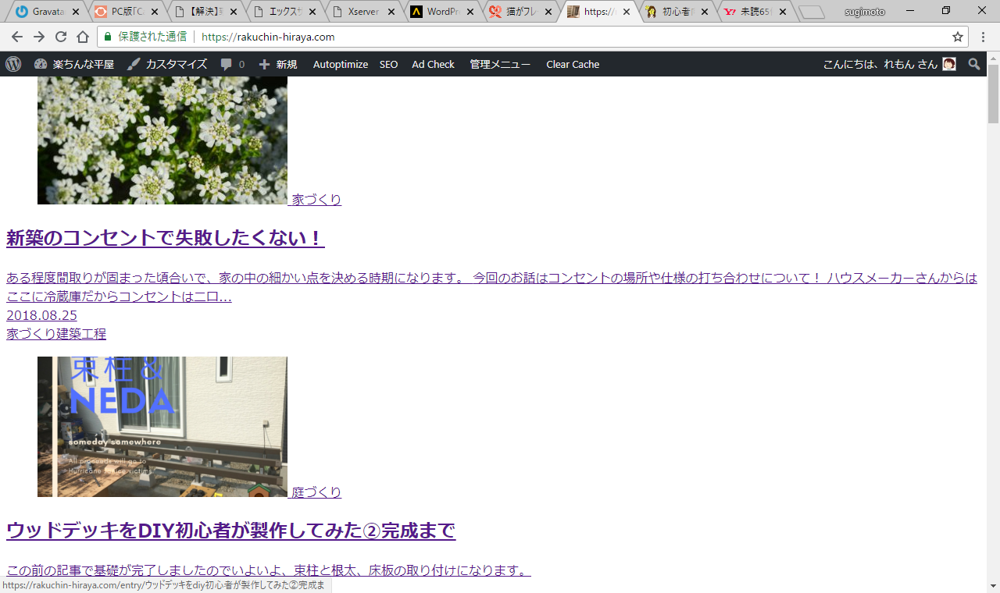 Gravata
PC版「Ca
【解決】
エックスサ
Xserver
WordPre
猫がフレー
https://r
初心者
未読65
sugimoto
保護された通信
https://rakuchin-hiraya.com
楽ちんな平屋
カスタマイズ
0
新規
Autoptimize
SEO
Ad Check
管理メニュー
Clear Cache
こんにちは、れもん さん
家づくり
新築のコンセントで失敗したくない！
ある程度間取りが固まった頃合いで、家の中の細かい点を決める時期になります。 今回のお話はコンセントの場所や仕様の打ち合わせについて！ ハウスメーカーさんからは
ここに冷蔵庫だからコンセントは二口...
2018.08.25
家づくり建築工程
束柱&
NEDA
someday somewhere
All proceeds will go to
Hurricane Janice victims.
庭づくり
ウッドデッキをDIY初心者が製作してみた②完成まで
この前の記事で基礎が完了しましたのでいよいよ、束柱と根太、床板の取り付けになります。
https://rakuchin-hiraya.com/entry/ウッドデッキをdiy初心者が製作してみた②完成ま